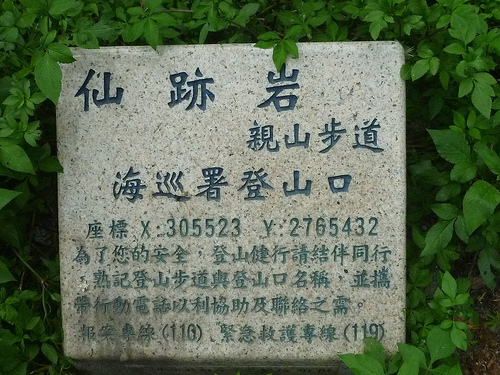 仙跡岩
親山步道
海巡署登山口
座標 X:305523 Y:2765432
為了您的安全，登山健行請結伴同行
，熟記登山步道與登山口名稱，並攜
帶行動電話以利協助及聯絡之需。
報案專線(110) 緊急救護專線(119)